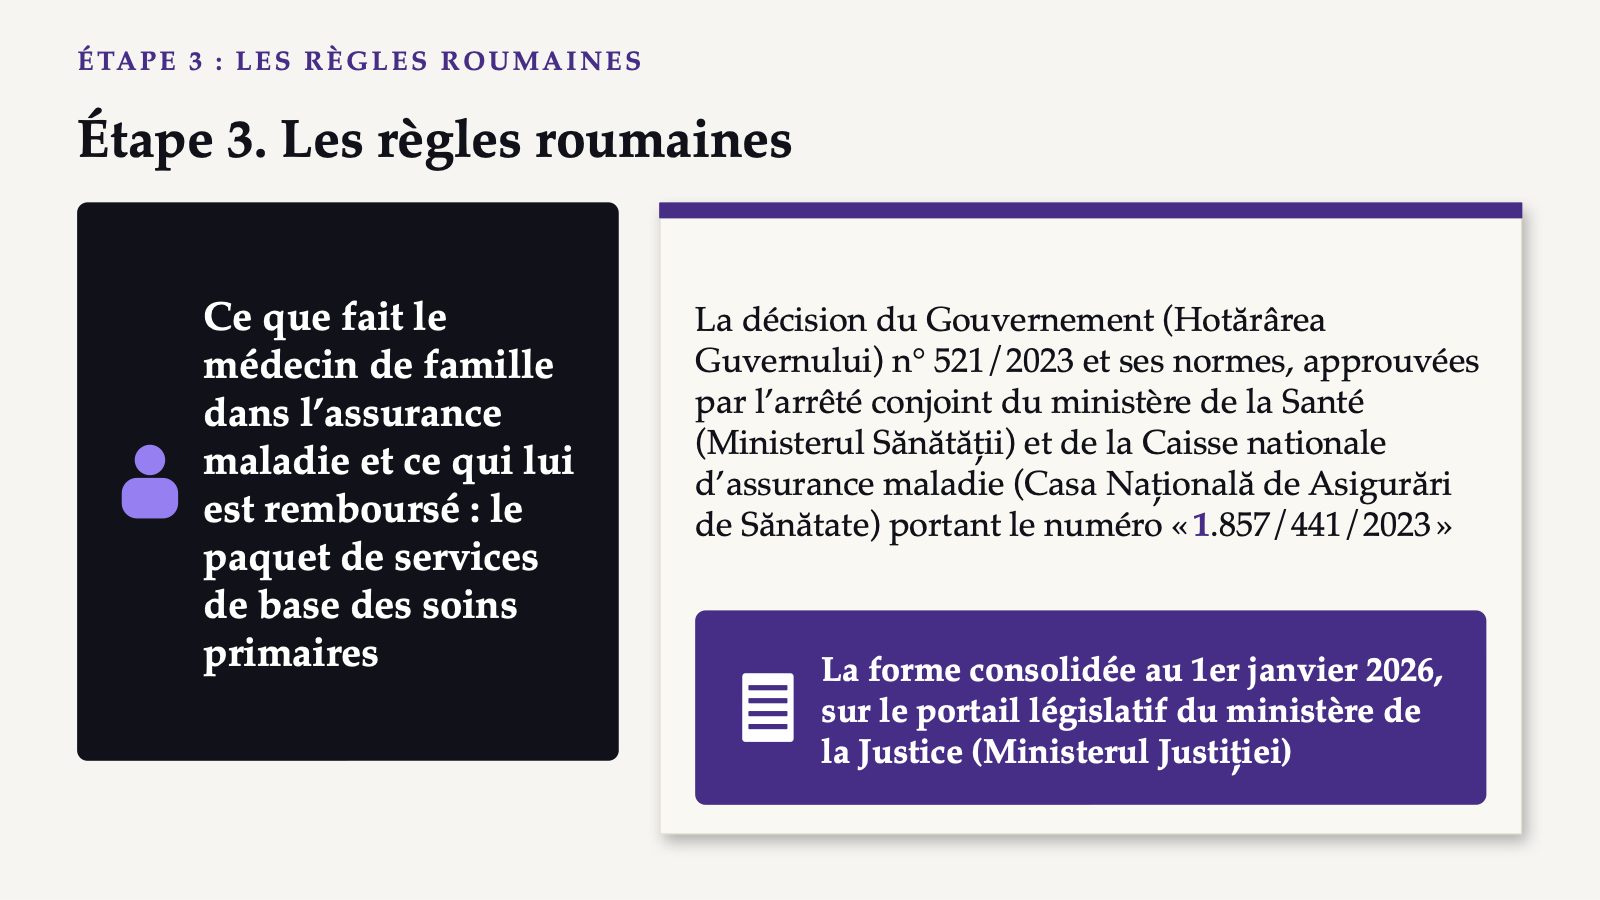 ÉTAPE 3 : LES RÈGLES ROUMAINES
Étape 3. Les règles roumaines
Ce que fait le
médecin de famille
dans l’assurance
maladie et ce qui lui
est remboursé : le
paquet de services
de base des soins
primaires
La décision du Gouvernement (Hotărârea
Guvernului) n° 521/2023 et ses normes, approuvées
par l’arrêté conjoint du ministère de la Santé
(Ministerul Sănătății) et de la Caisse nationale
d’assurance maladie (Casa Națională de Asigurări
de Sănătate) portant le numéro « 1.857/441/2023 »
La forme consolidée au 1er janvier 2026,
sur le portail législatif du ministère de
la Justice (Ministerul Justiției)